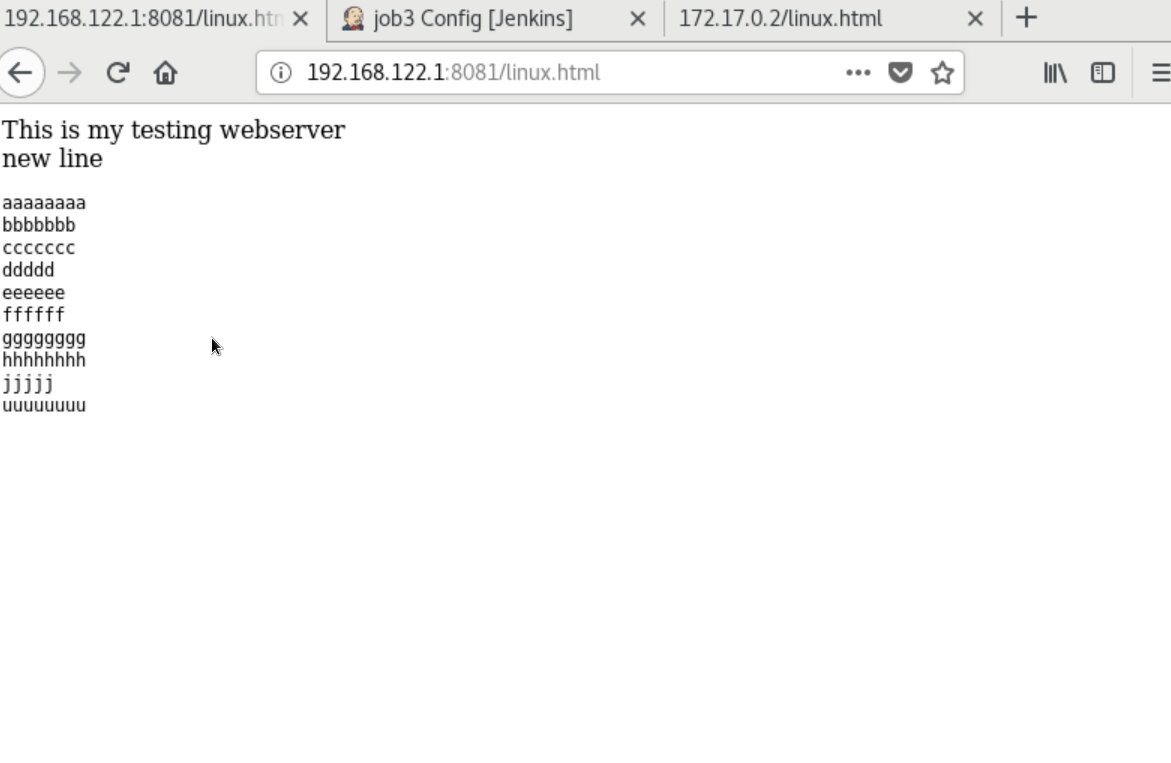 192.168.122.1:8081/linux.htm
job3 Config [Jenkins]
172.17.0.2/linux.html
192.168.122.1:8081/linux.html
This is my testing webserver
new line
aaaaaaaa
bbbbbbb
ccccccc
ddddd
eeeeee
ffffff
gggggggg
hhhhhhhh
jjjjj
uuuuuuuu